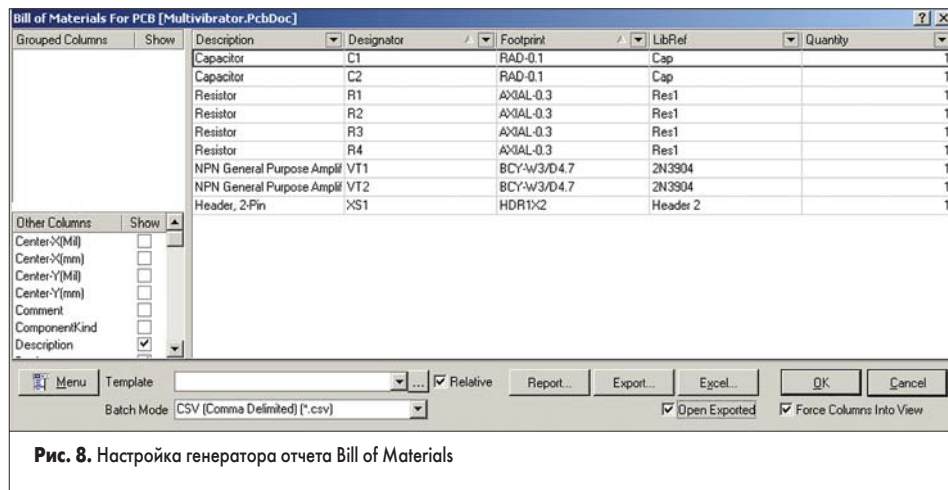 Bill of Materials For PCB [Multivibrator.PcbDoc]
Grouped Columns Show Description Designator Footprint LibRef Quantity
Capacitor C1 RAD-0.1 Cap 1
Capacitor C2 RAD-0.1 Cap 1
Resistor R1 AXIAL-0.3 Res1 1
Resistor R2 AXIAL-0.3 Res1 1
Resistor R3 AXIAL-0.3 Res1 1
Resistor R4 AXIAL-0.3 Res1 1
NPN General Purpose Amplif VT1 BCY-W3/D4.7 2N3904 1
NPN General Purpose Amplif VT2 BCY-W3/D4.7 2N3904 1
Header, 2-Pin XS1 HDR1X2 Header 2 1
Other Columns Show
Center-X(Mil)
Center-X(mm)
Center-Y(Mil)
Center-Y(mm)
Comment
ComponentKind
Description
Menu Template ... Relative Report... Export... Excel... OK Cancel
Batch Mode CSV (Comma Delimited) (*.csv) Open Exported Force Columns Into View
Рис. 8. Настройка генератора отчета Bill of Materials